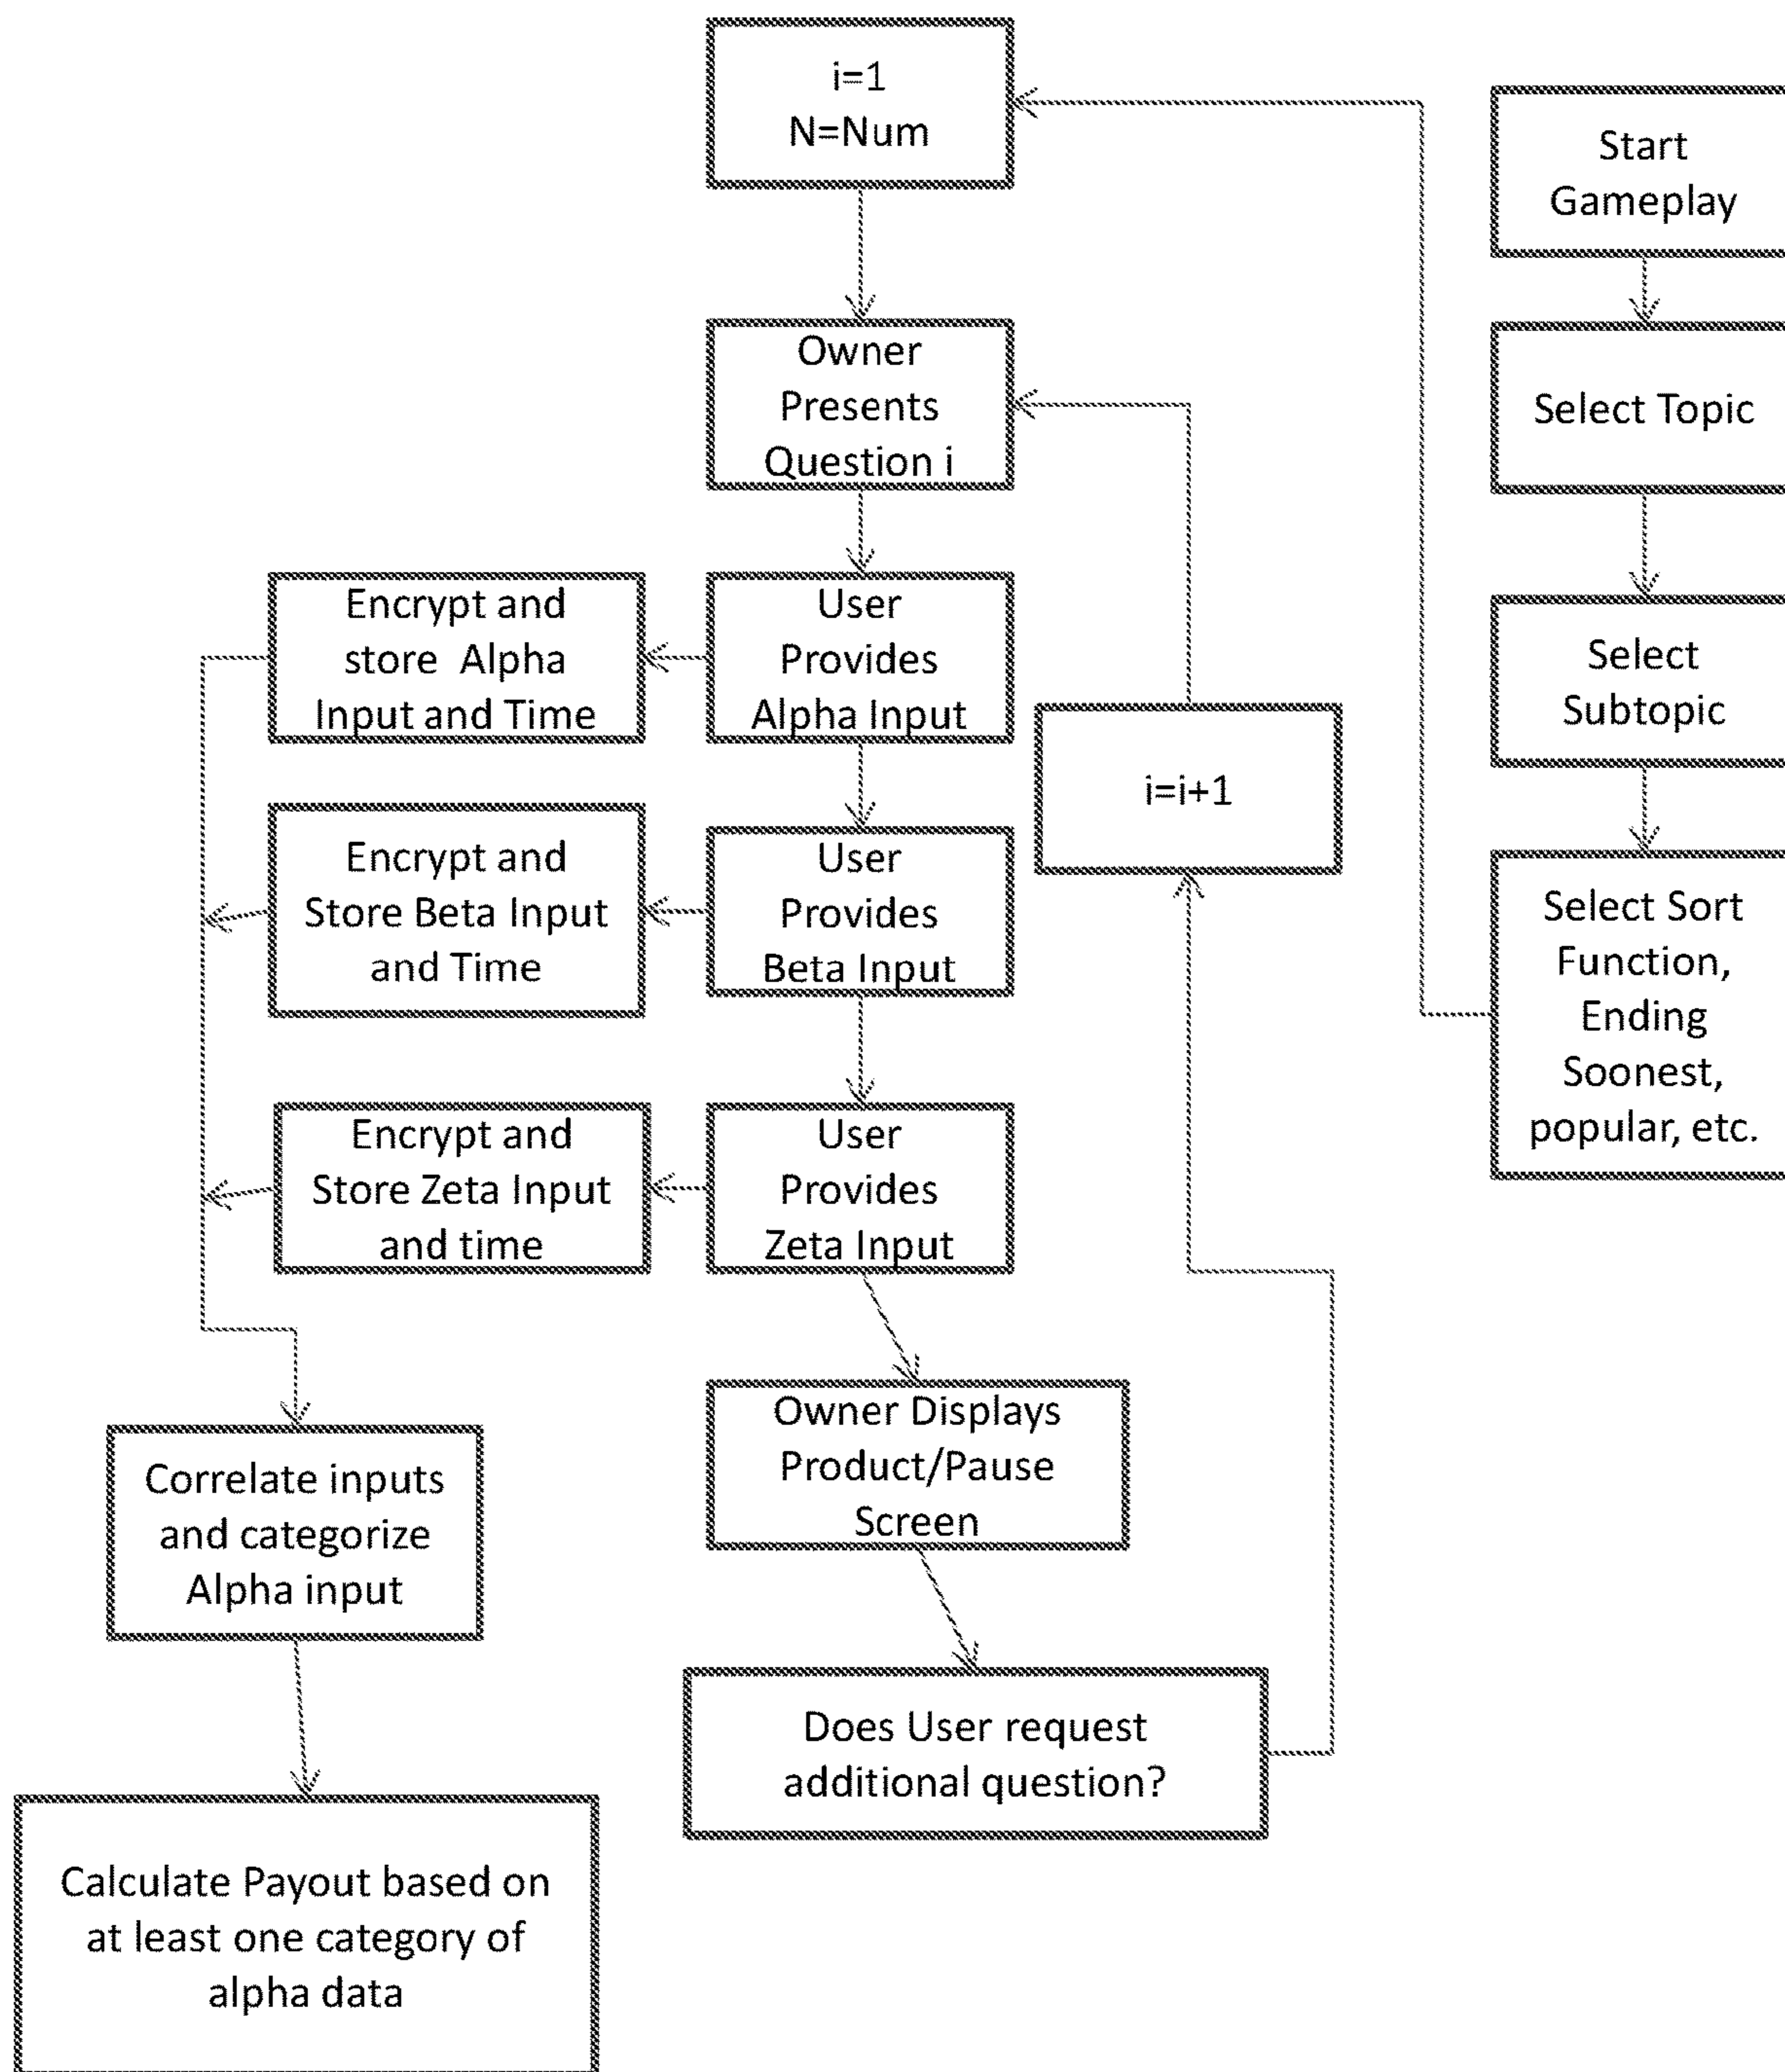 i=1
N=Num
Start
Gameplay
Select Topic
Select
Subtopic
Select Sort
Function,
Ending
Soonest,
popular, etc.
Owner
Presents
Question i
User
Provides
Alpha Input
Encrypt and
store Alpha
Input and Time
i=i+1
User
Provides
Beta Input
Encrypt and
Store Beta Input
and Time
User
Provides
Zeta Input
Encrypt and
Store Zeta Input
and time
Owner Displays
Product/Pause
Screen
Does User request
additional question?
Correlate inputs
and categorize
Alpha input
Calculate Payout based on
at least one category of
alpha data